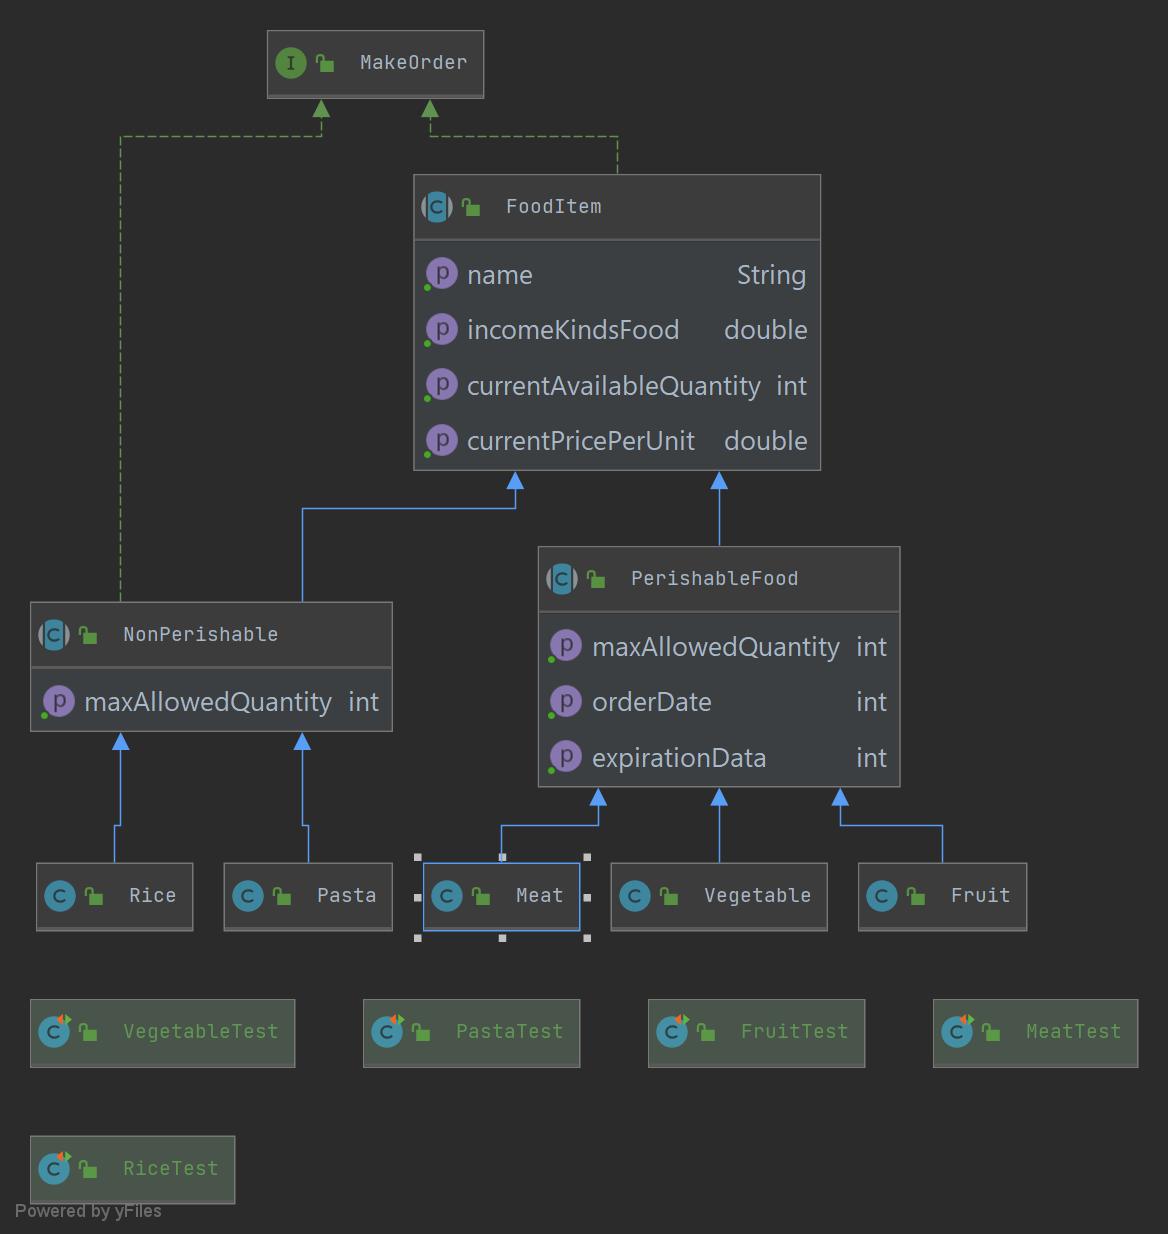 I MakeOrder
C FoodItem
p name String
p incomeKindsFood double
p currentAvailableQuantity int
p currentPricePerUnit double
C PerishableFood
p maxAllowedQuantity int
p orderDate int
p expirationData int
C NonPerishable
p maxAllowedQuantity int
C Rice
C Pasta
C Meat
C Vegetable
C Fruit
C VegetableTest
C PastaTest
C FruitTest
C MeatTest
C RiceTest
Powered by yFiles